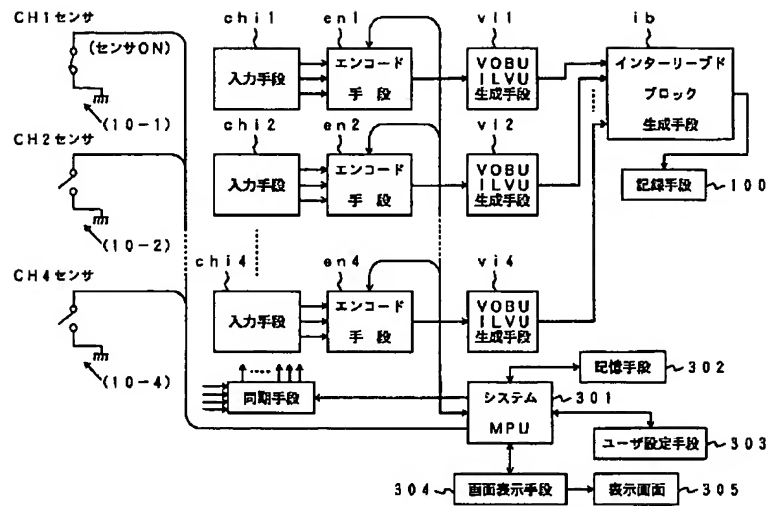 CH1センサ
(センサON)
(10-1)
CH2センサ
(10-2)
CH4センサ
(10-4)
chi1
en1
vi1
ib
入力手段
エンコード
手段
VOBU
ILVU
生成手段
インターリーブド
ブロック
生成手段
chi2
en2
vi2
入力手段
エンコード
手段
VOBU
ILVU
生成手段
記録手段
100
chi4
en4
vi4
入力手段
エンコード
手段
VOBU
ILVU
生成手段
同期手段
システム
MPU
301
記憶手段
302
ユーザ設定手段
303
304
画面表示手段
表示画面
305